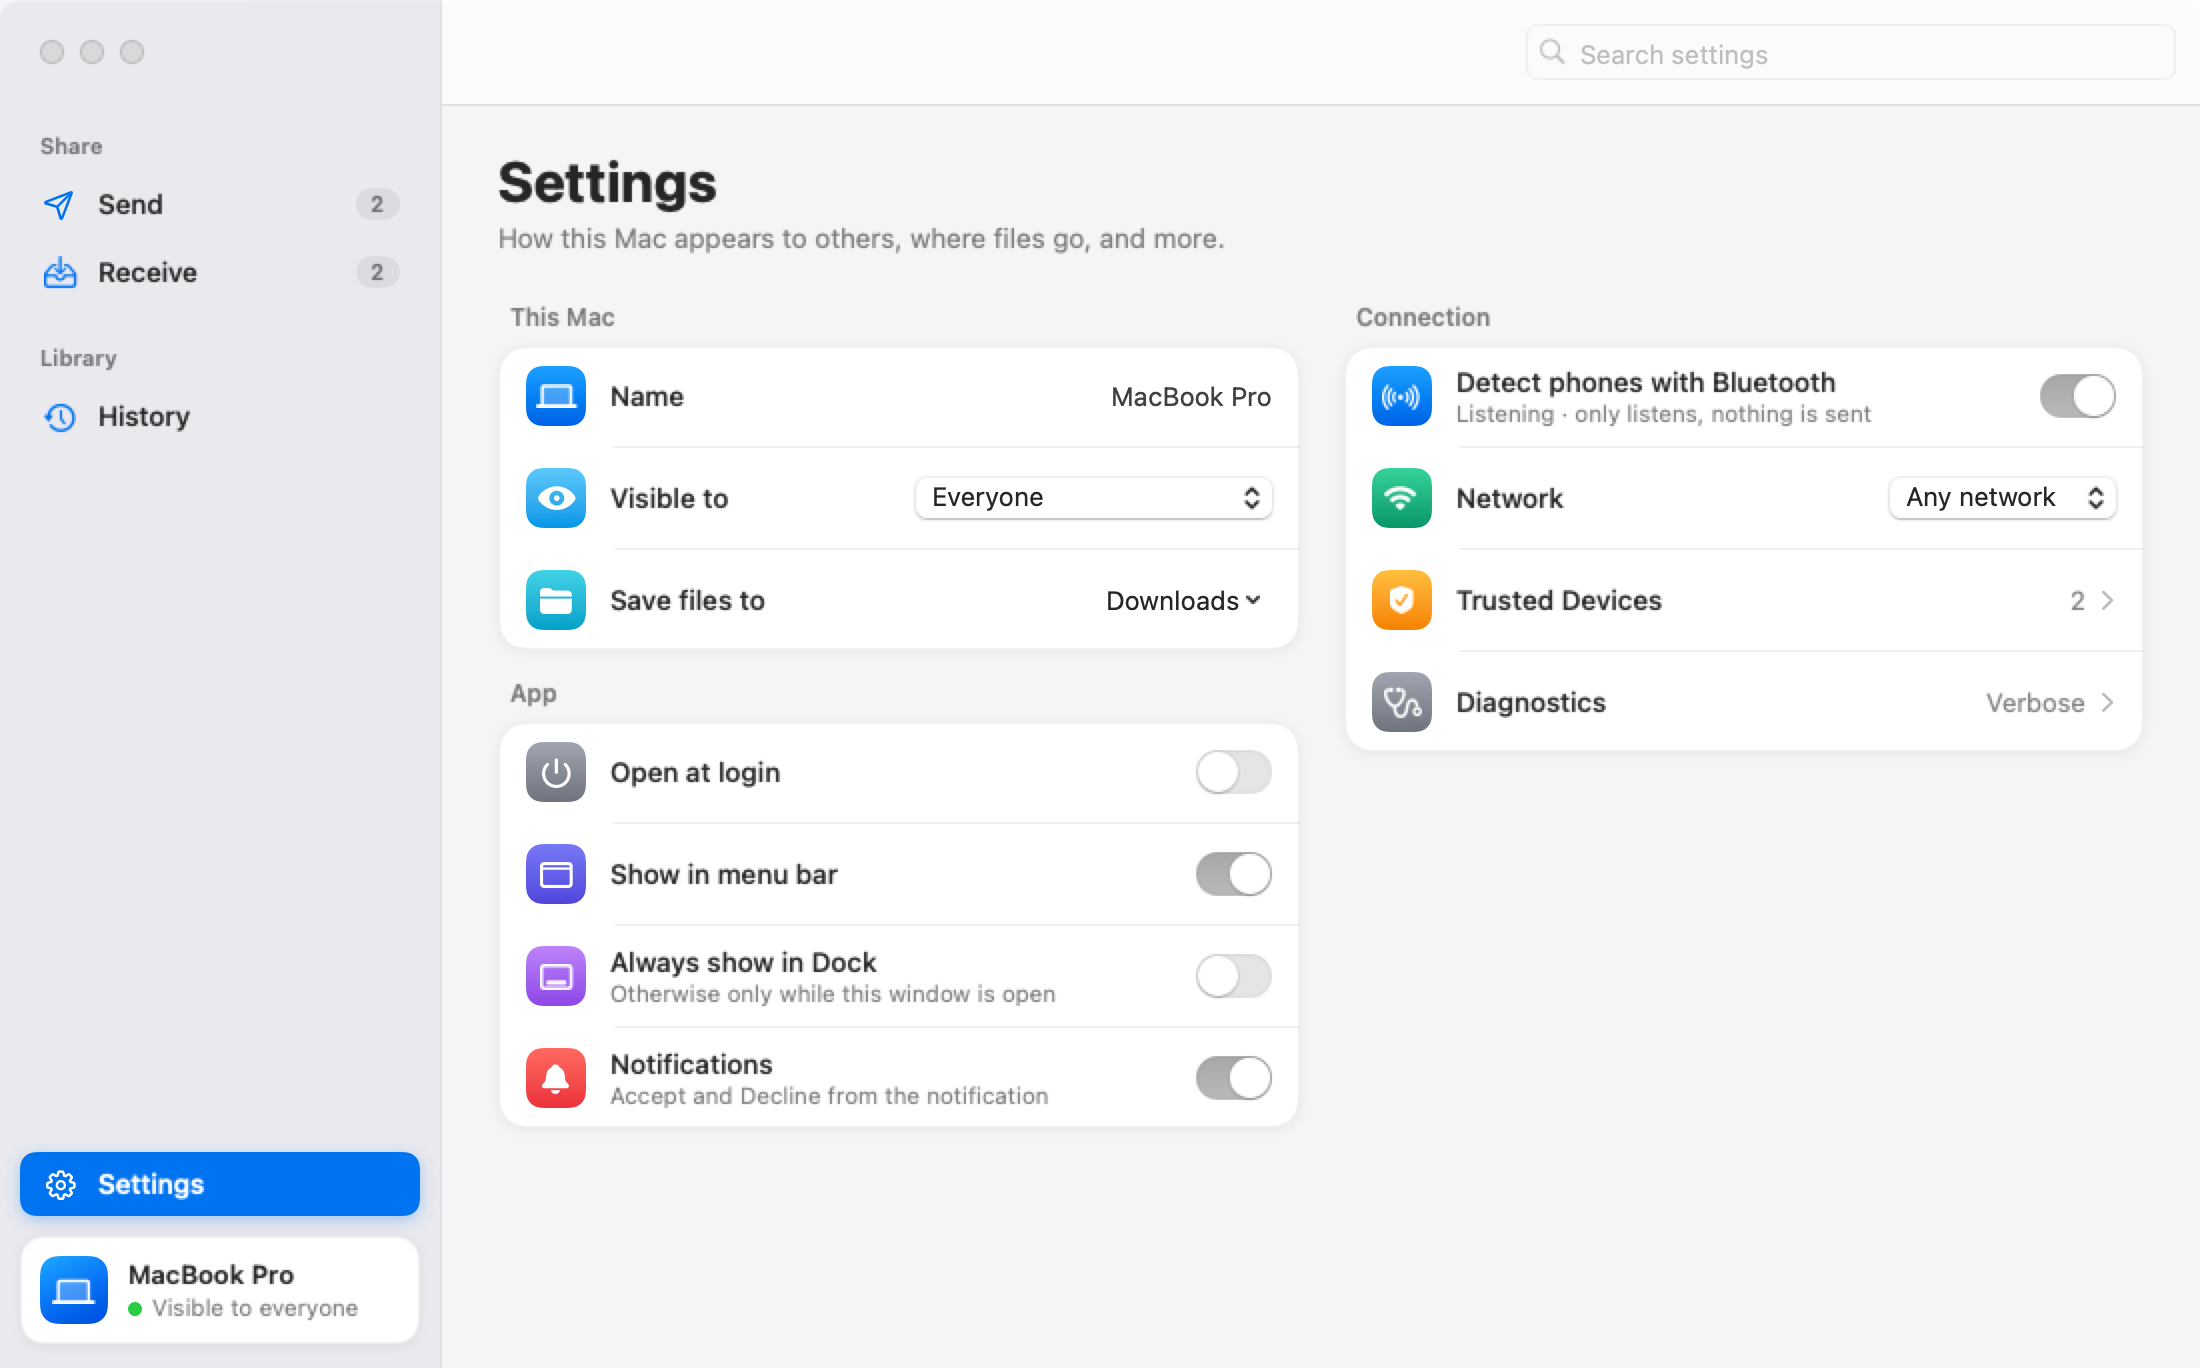 Search settings
Share
Send 2
Receive 2
Library
History
Settings
MacBook Pro
Visible to everyone
Settings
How this Mac appears to others, where files go, and more.
This Mac
Name MacBook Pro
Visible to Everyone
Save files to Downloads
App
Open at login
Show in menu bar
Always show in Dock
Otherwise only while this window is open
Notifications
Accept and Decline from the notification
Connection
Detect phones with Bluetooth
Listening · only listens, nothing is sent
Network Any network
Trusted Devices 2
Diagnostics Verbose